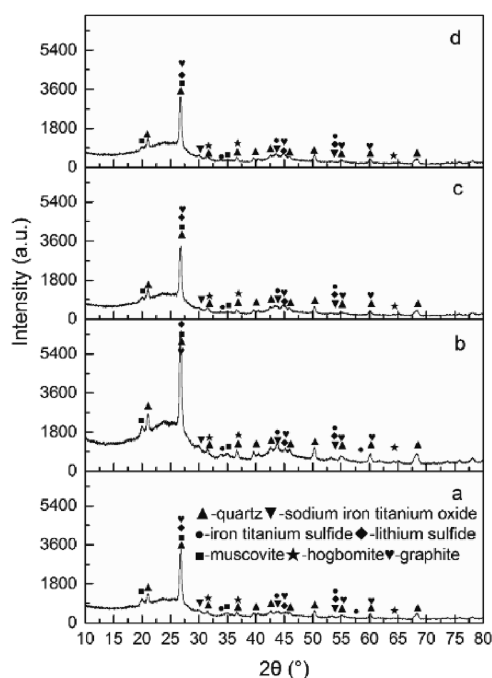 d
5400
3600
1800
0
c
5400
3600
1800
0
b
5400
3600
1800
0
a
5400
3600
1800
0
▲-quartz▼-sodium iron titanium oxide
●-iron titanium sulfide ◆-lithium sulfide
■-muscovite★-hogbomite♥-graphite
Intensity (a.u.)
10 15 20 25 30 35 40 45 50 55 60 65 70 75 80
2θ (°)